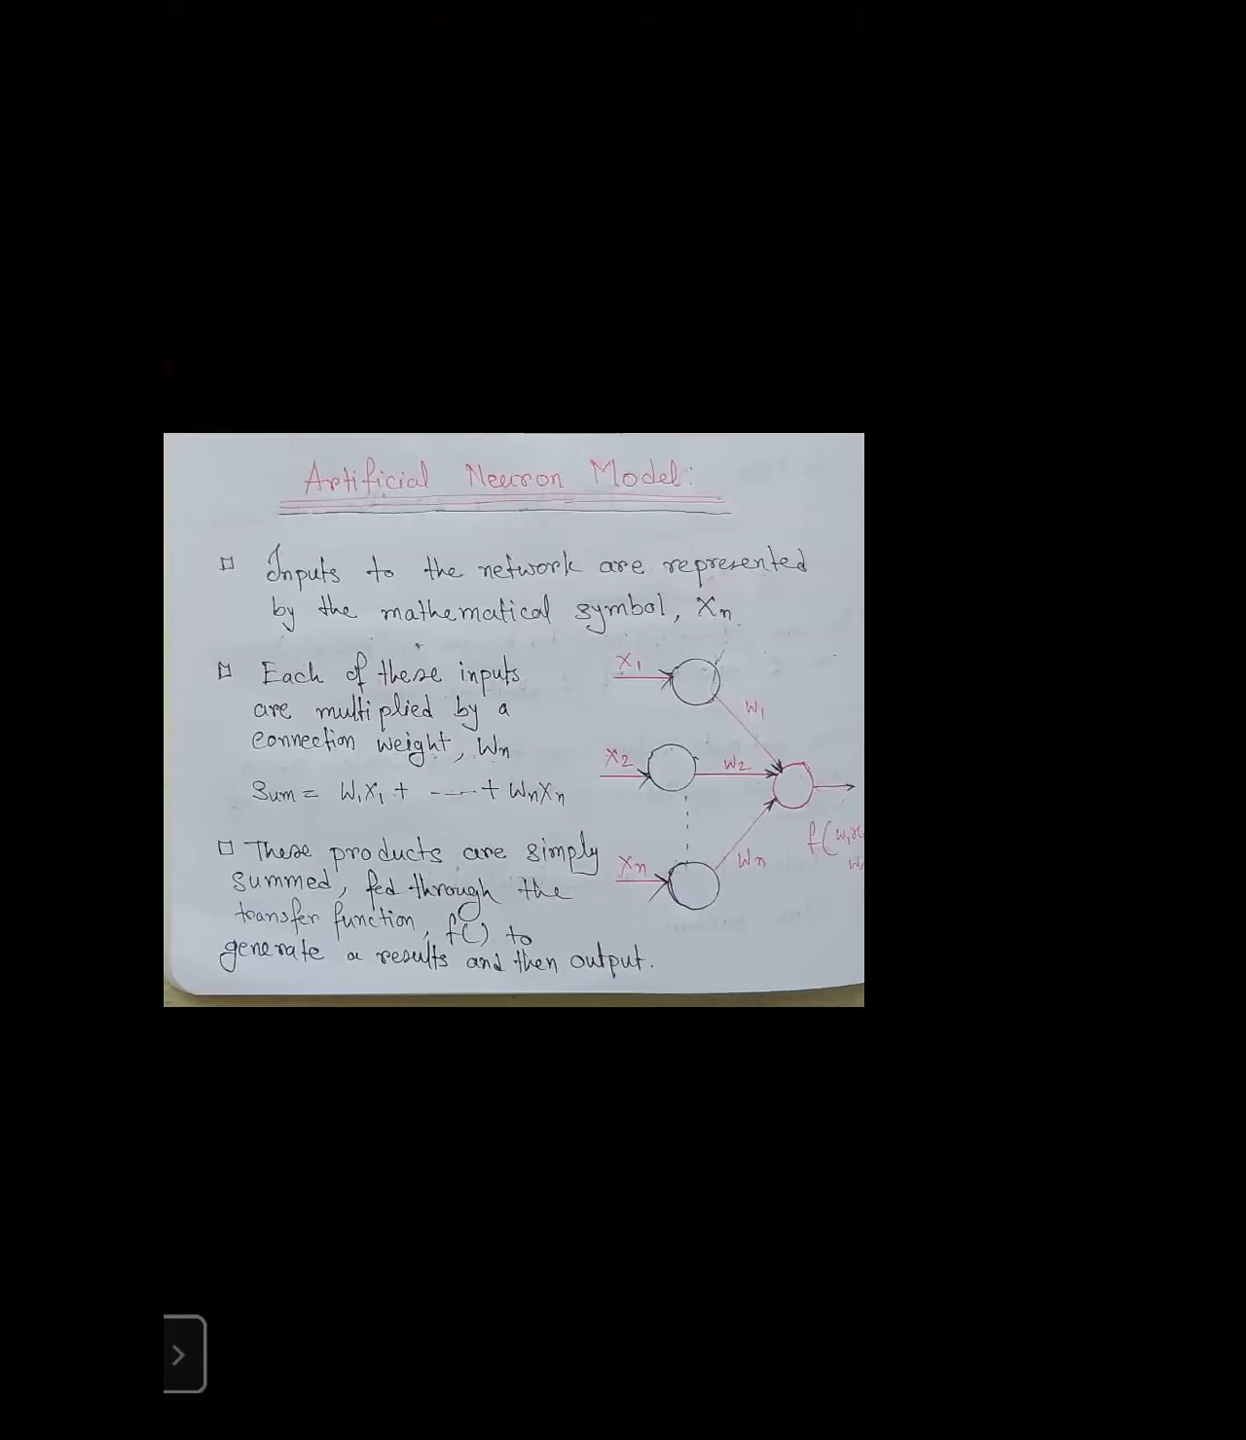 Artificial Neuron Model:
Inputs to the network are represented
by the mathematical symbol, Xn
Each of these inputs
are multiplied by a
connection weight, Wn
Sum = W1X1 + ----- + WnXn
These products are simply
summed, fed through the
transfer function, f() to
generate a results and then output.
X1
W1
X2
W2
Xn
Wn
f(w1x